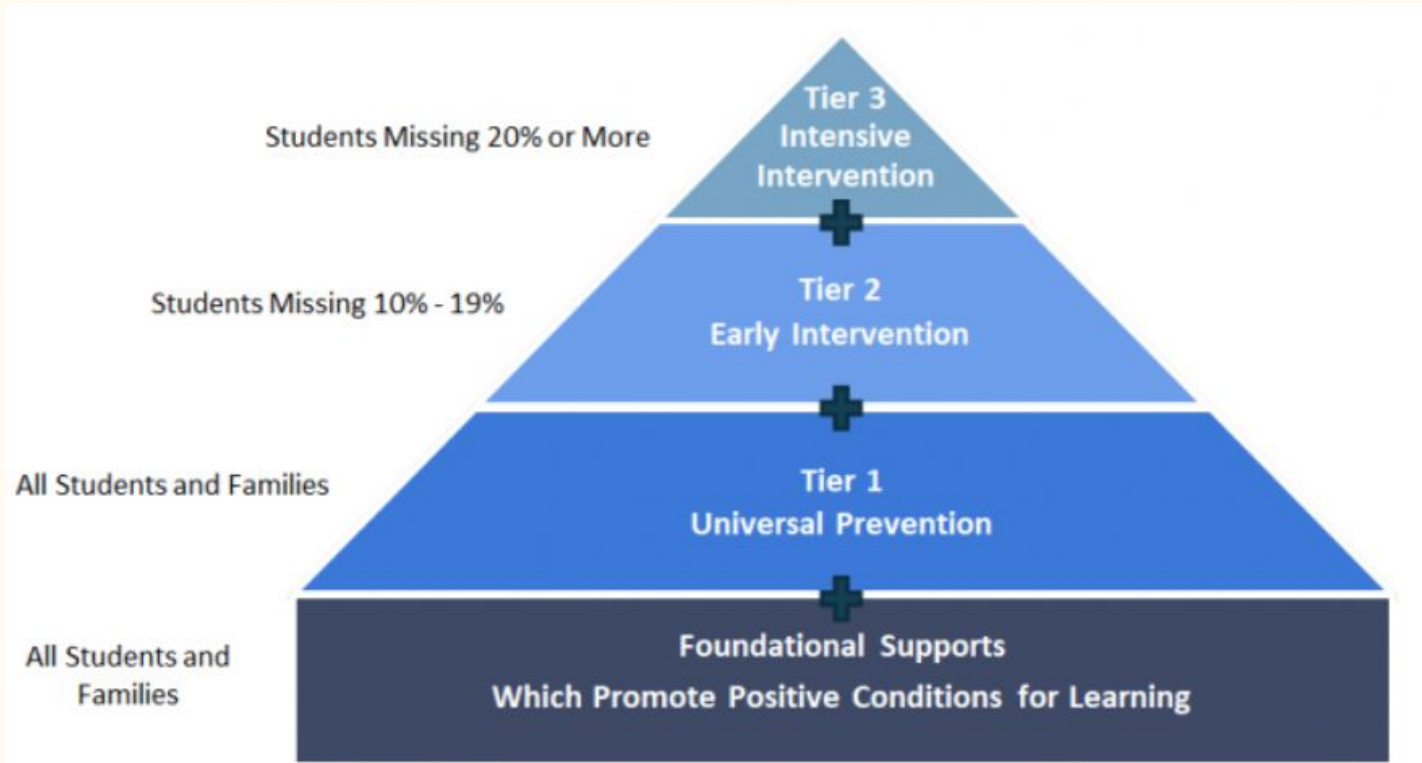 Students Missing 20% or More
Tier 3
Intensive
Intervention
Students Missing 10% - 19%
Tier 2
Early Intervention
All Students and Families
Tier 1
Universal Prevention
All Students and
Families
Foundational Supports
Which Promote Positive Conditions for Learning